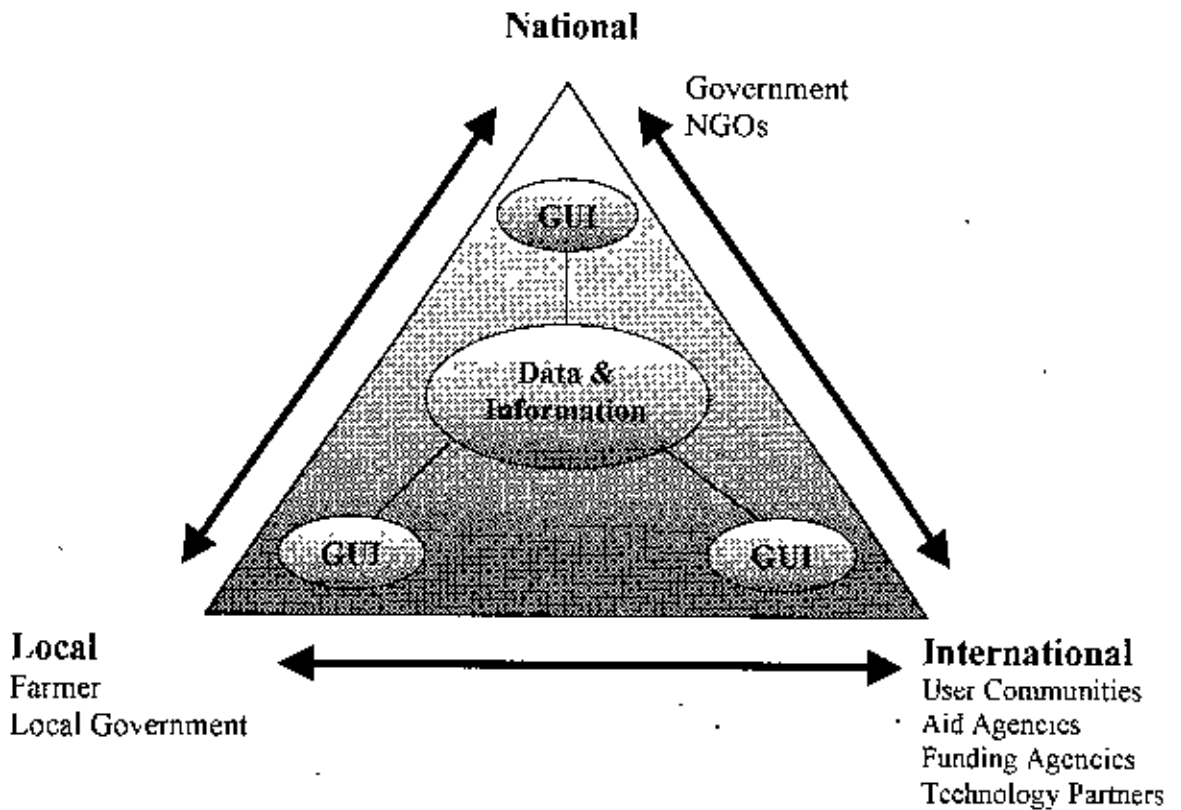 National
Government
NGOs
GUI
Data &
Information
GUI
GUI
Local
Farmer
Local Government
International
User Communities
Aid Agencies
Funding Agencies
Technology Partners